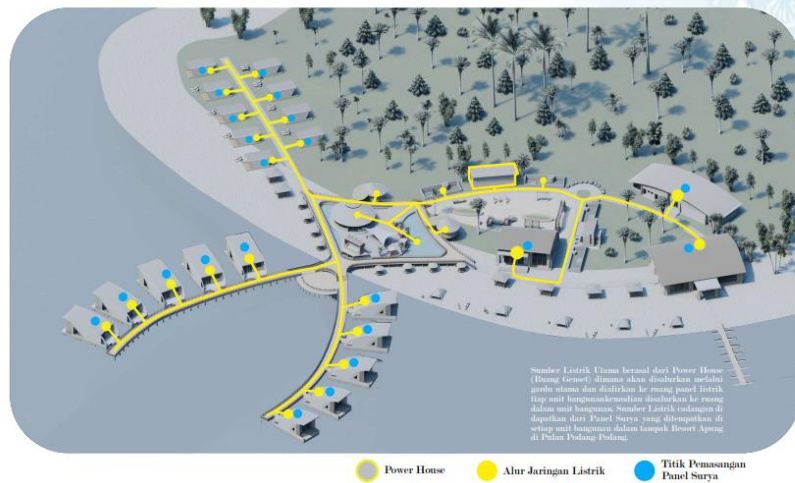 Sumber Listrik Utama berasal dari Power House
(Ruang Genset) dimana akan disalurkan melalui
gardu utama dan dialirkan ke ruang panel listrik
tiap unit bangunankemudian disalurkan ke ruang
dalam unit bangunan. Sumber Listrik cadangan di
dapatkan dari Panel Surya yang ditempatkan di
setiap unit bangunan dalam tampak Resort Apung
di Pulau Podang-Podang.
Power House
Alur Jaringan Listrik
Titik Pemasangan
Panel Surya